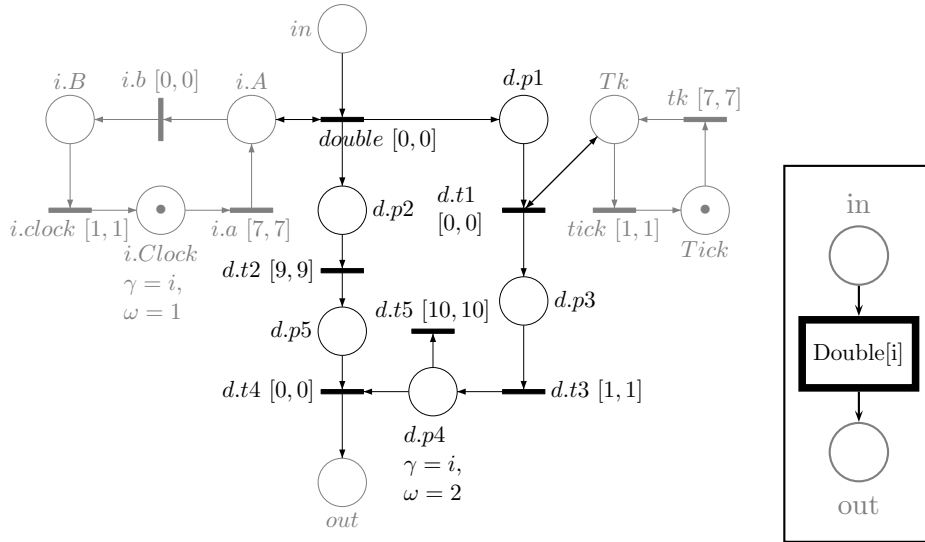 in
i.B
i.b [0, 0]
i.A
d.p1
Tk
tk [7, 7]
double [0, 0]
i.clock [1, 1]
i.Clock
γ = i,
ω = 1
i.a [7, 7]
d.p2
d.t1
[0, 0]
tick [1, 1]
Tick
d.t2 [9, 9]
d.p3
d.t5 [10, 10]
d.p5
d.t4 [0, 0]
d.p4
γ = i,
ω = 2
d.t3 [1, 1]
out
in
Double[i]
out